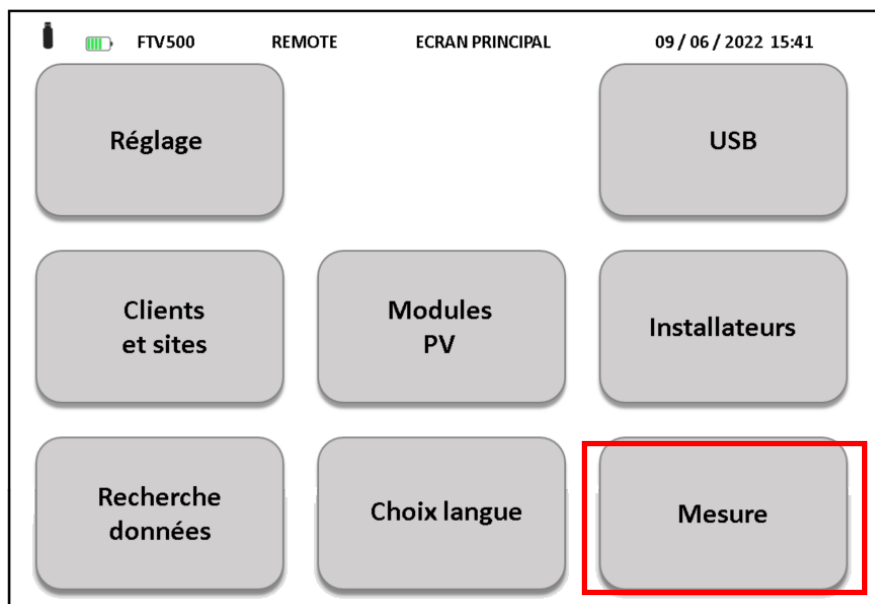 FTV500 REMOTE ECRAN PRINCIPAL 09 / 06 / 2022 15:41
Réglage
USB
Clients
et sites
Modules
PV
Installateurs
Recherche
données
Choix langue
Mesure